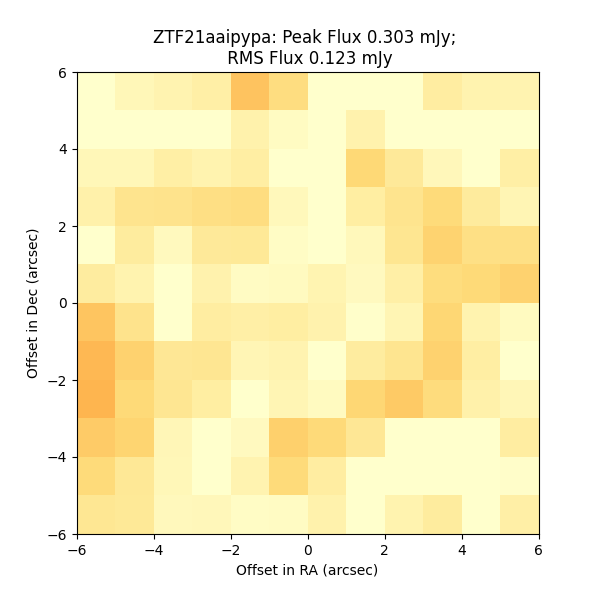 ZTF21aaipypa: Peak Flux 0.303 mJy;
RMS Flux 0.123 mJy
6
4
2
0
−2
−4
−6
Offset in Dec (arcsec)
−6 −4 −2 0 2 4 6
Offset in RA (arcsec)